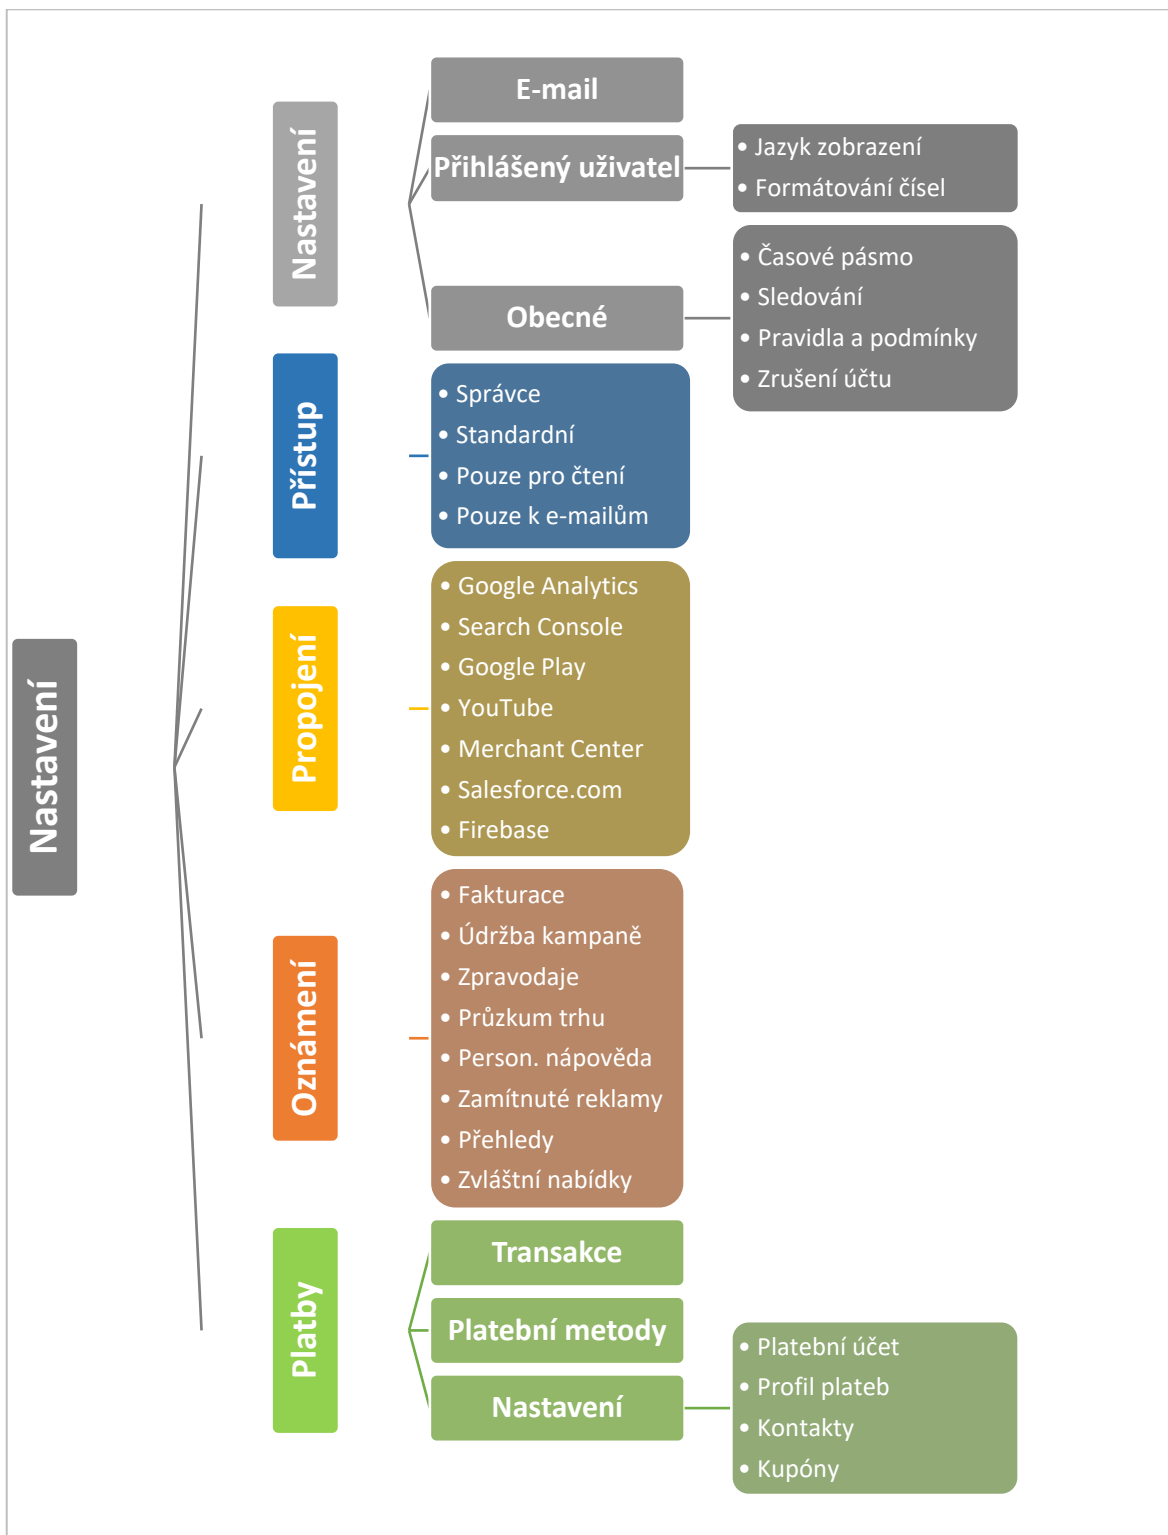 Nastavení
Nastavení
E-mail
Přihlášený uživatel
• Jazyk zobrazení
• Formátování čísel
Obecné
• Časové pásmo
• Sledování
• Pravidla a podmínky
• Zrušení účtu
Přístup
• Správce
• Standardní
• Pouze pro čtení
• Pouze k e-mailům
Propojení
• Google Analytics
• Search Console
• Google Play
• YouTube
• Merchant Center
• Salesforce.com
• Firebase
Oznámení
• Fakturace
• Údržba kampaně
• Zpravodaje
• Průzkum trhu
• Person. nápověda
• Zamítnuté reklamy
• Přehledy
• Zvláštní nabídky
Platby
Transakce
Platební metody
Nastavení
• Platební účet
• Profil plateb
• Kontakty
• Kupóny